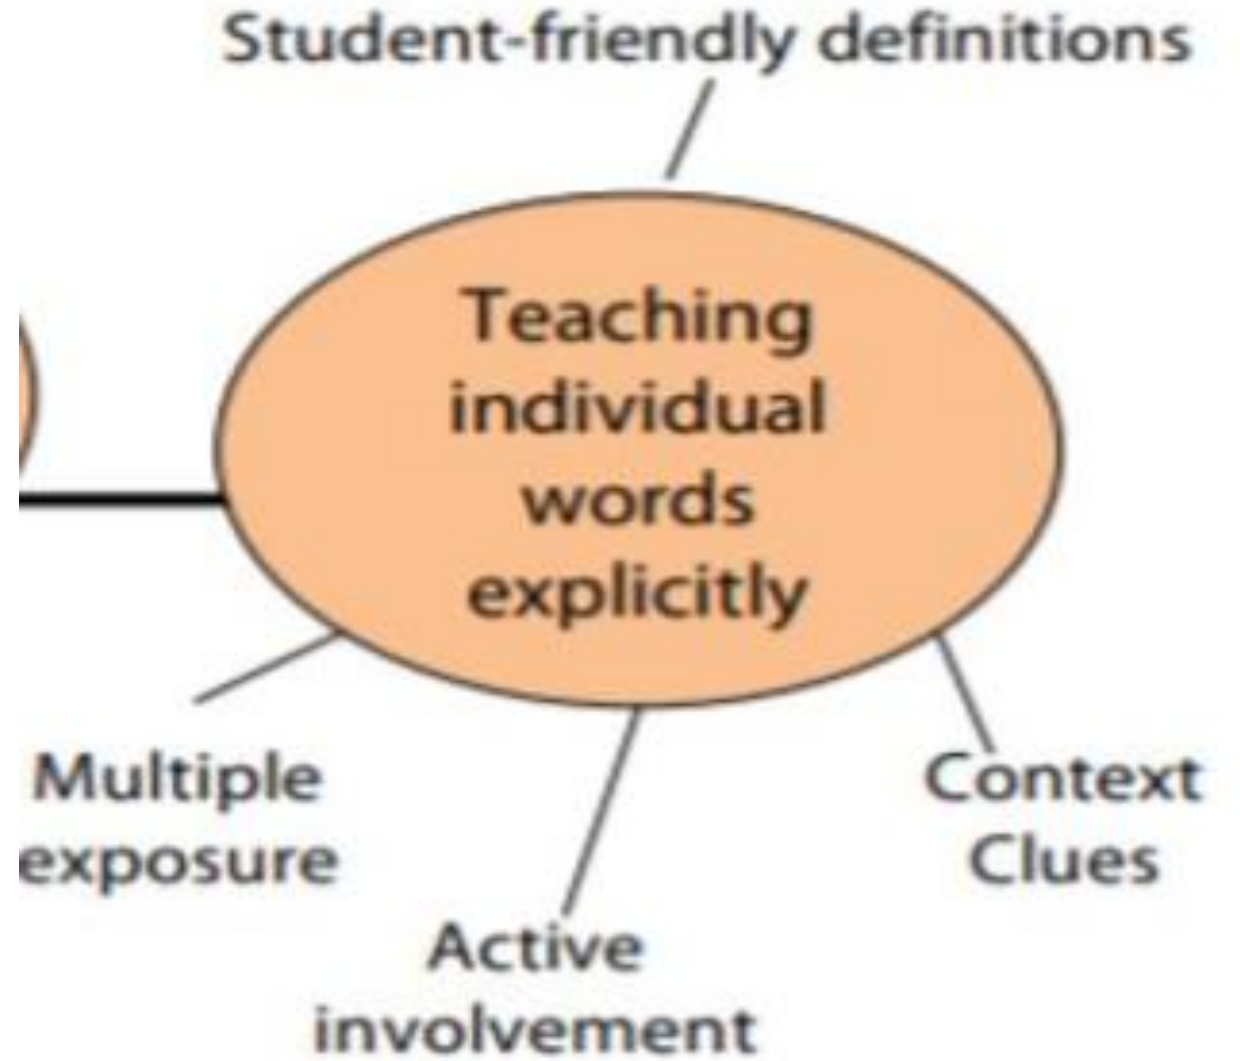 Student-friendly definitions
Teaching
individual
words
explicitly
Multiple
exposure
Active
involvement
Context
Clues